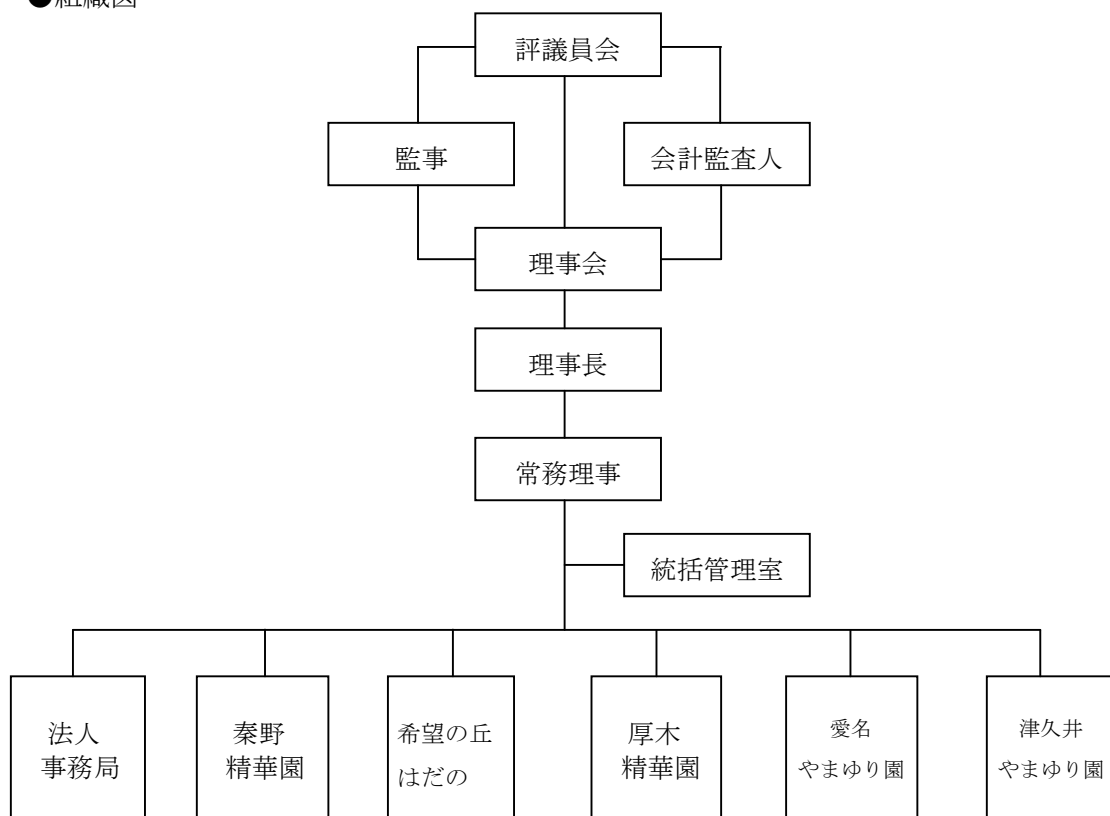 ●組織図
評議員会
監事
会計監査人
理事会
理事長
常務理事
統括管理室
法人
事務局
秦野
精華園
希望の丘
はだの
厚木
精華園
愛名
やまゆり園
津久井
やまゆり園